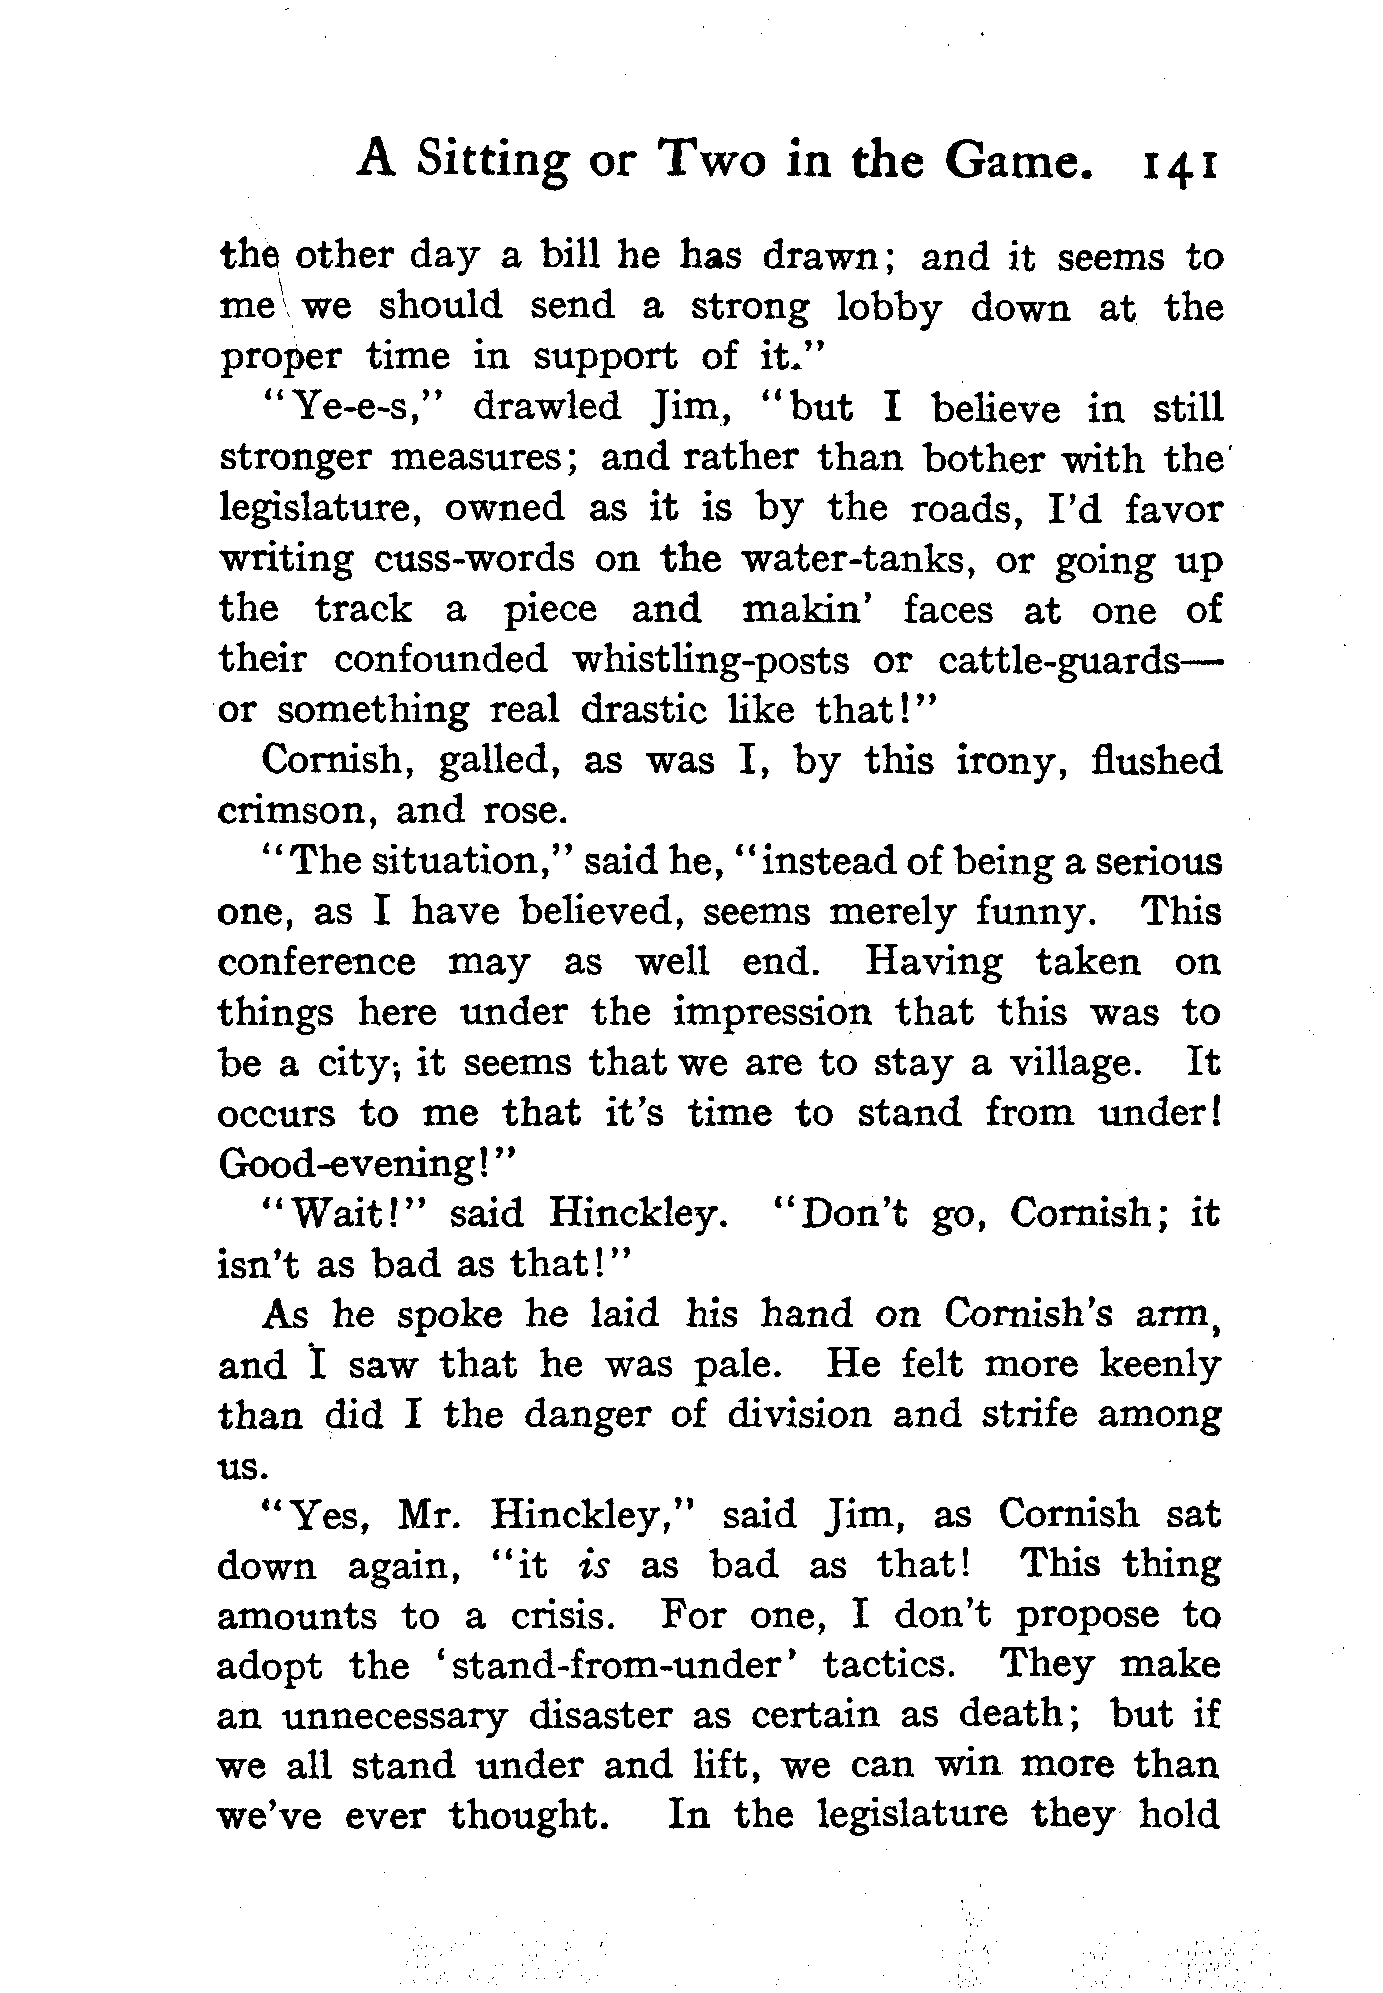 A Sitting or Two in the Game. 141
the other day a bill he has drawn; and it seems to
me we should send a strong lobby down at the
proper time in support of it."
"Ye-e-s," drawled Jim, "but I believe in still
stronger measures; and rather than bother with the
legislature, owned as it is by the roads, I'd favor
writing cuss-words on the water-tanks, or going up
the track a piece and makin' faces at one of
their confounded whistling-posts or cattle-guards—
or something real drastic like that!"
Cornish, galled, as was I, by this irony, flushed
crimson, and rose.
"The situation," said he, "instead of being a serious
one, as I have believed, seems merely funny. This
conference may as well end. Having taken on
things here under the impression that this was to
be a city; it seems that we are to stay a village. It
occurs to me that it's time to stand from under!
Good-evening!"
"Wait!" said Hinckley. "Don't go, Cornish; it
isn't as bad as that!"
As he spoke he laid his hand on Cornish's arm,
and I saw that he was pale. He felt more keenly
than did I the danger of division and strife among
us.
"Yes, Mr. Hinckley," said Jim, as Cornish sat
down again, "it is as bad as that! This thing
amounts to a crisis. For one, I don't propose to
adopt the 'stand-from-under' tactics. They make
an unnecessary disaster as certain as death; but if
we all stand under and lift, we can win more than
we've ever thought. In the legislature they hold